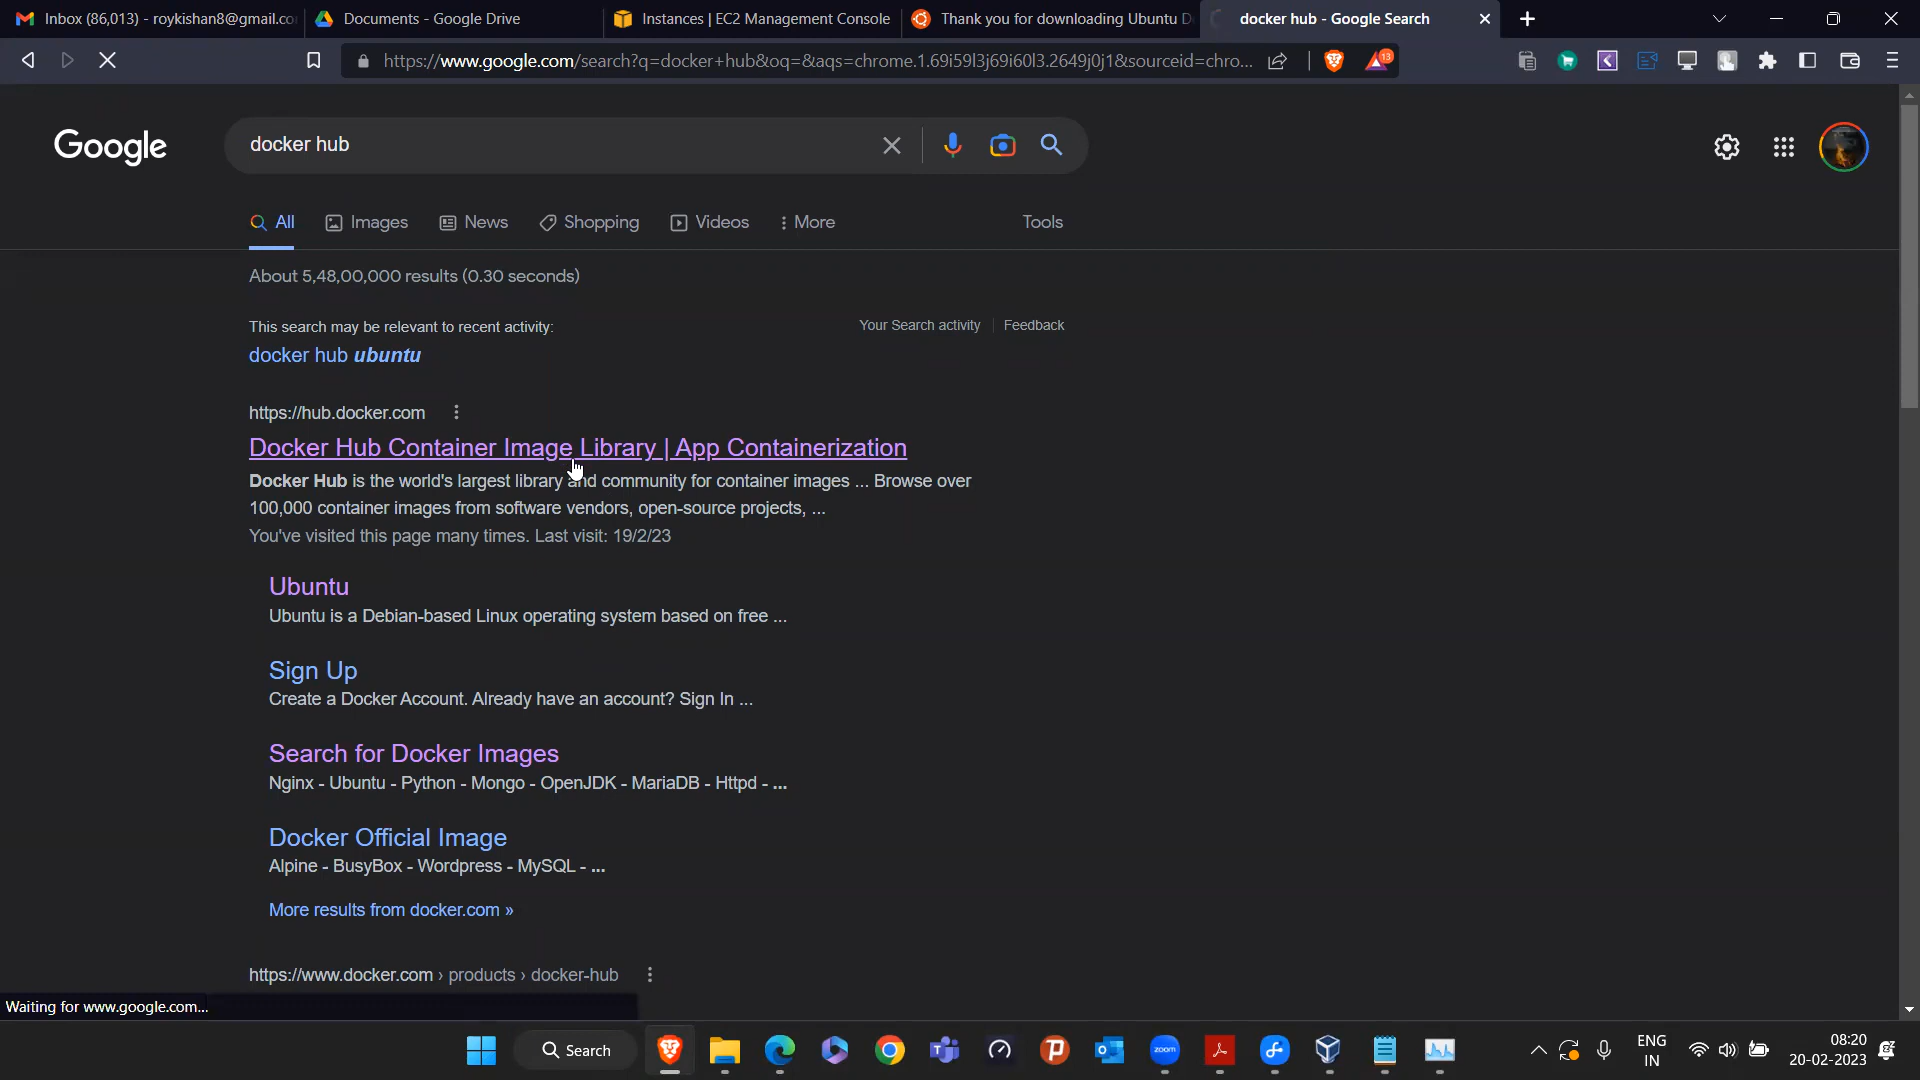 Inbox (86,013) - roykishan8@gmail.co
Documents - Google Drive
Instances | EC2 Management Console
Thank you for downloading Ubuntu D
docker hub - Google Search
https://www.google.com/search?q=docker+hub&oq=&aqs=chrome.1.69i59l3j69i60l3.2649j0j1&sourceid=chro...
13
Google
docker hub
All
Images
News
Shopping
Videos
More
Tools
About 5,48,00,000 results (0.30 seconds)
This search may be relevant to recent activity:
Your Search activity
Feedback
docker hub ubuntu
https://hub.docker.com
Docker Hub Container Image Library | App Containerization
Docker Hub is the world's largest library and community for container images ... Browse over
100,000 container images from software vendors, open-source projects, ...
You've visited this page many times. Last visit: 19/2/23
Ubuntu
Ubuntu is a Debian-based Linux operating system based on free ...
Sign Up
Create a Docker Account. Already have an account? Sign In ...
Search for Docker Images
Nginx - Ubuntu - Python - Mongo - OpenJDK - MariaDB - Httpd - ...
Docker Official Image
Alpine - BusyBox - Wordpress - MySQL - ...
More results from docker.com »
https://www.docker.com › products › docker-hub
Waiting for www.google.com...
Search
zoom
ENG
IN
08:20
20-02-2023